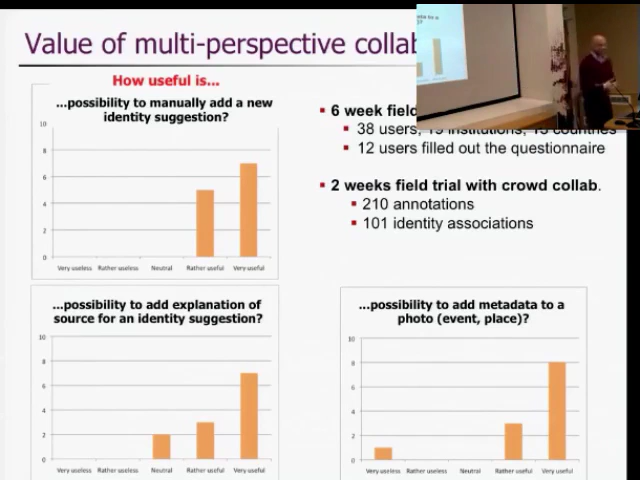 Value of multi-perspective collab
How useful is...
...possibility to manually add a new
identity suggestion?
10
8
6
4
2
0
Very useless Rather useless Neutral Rather useful Very useful
6 week field
38 users, 15 institutions, 13 countries
12 users filled out the questionnaire
2 weeks field trial with crowd collab.
210 annotations
101 identity associations
...possibility to add explanation of
source for an identity suggestion?
10
8
6
4
2
0
Very useless Rather useless Neutral Rather useful Very useful
...possibility to add metadata to a
photo (event, place)?
10
8
6
4
2
0
Very useless Rather useless Neutral Rather useful Very useful